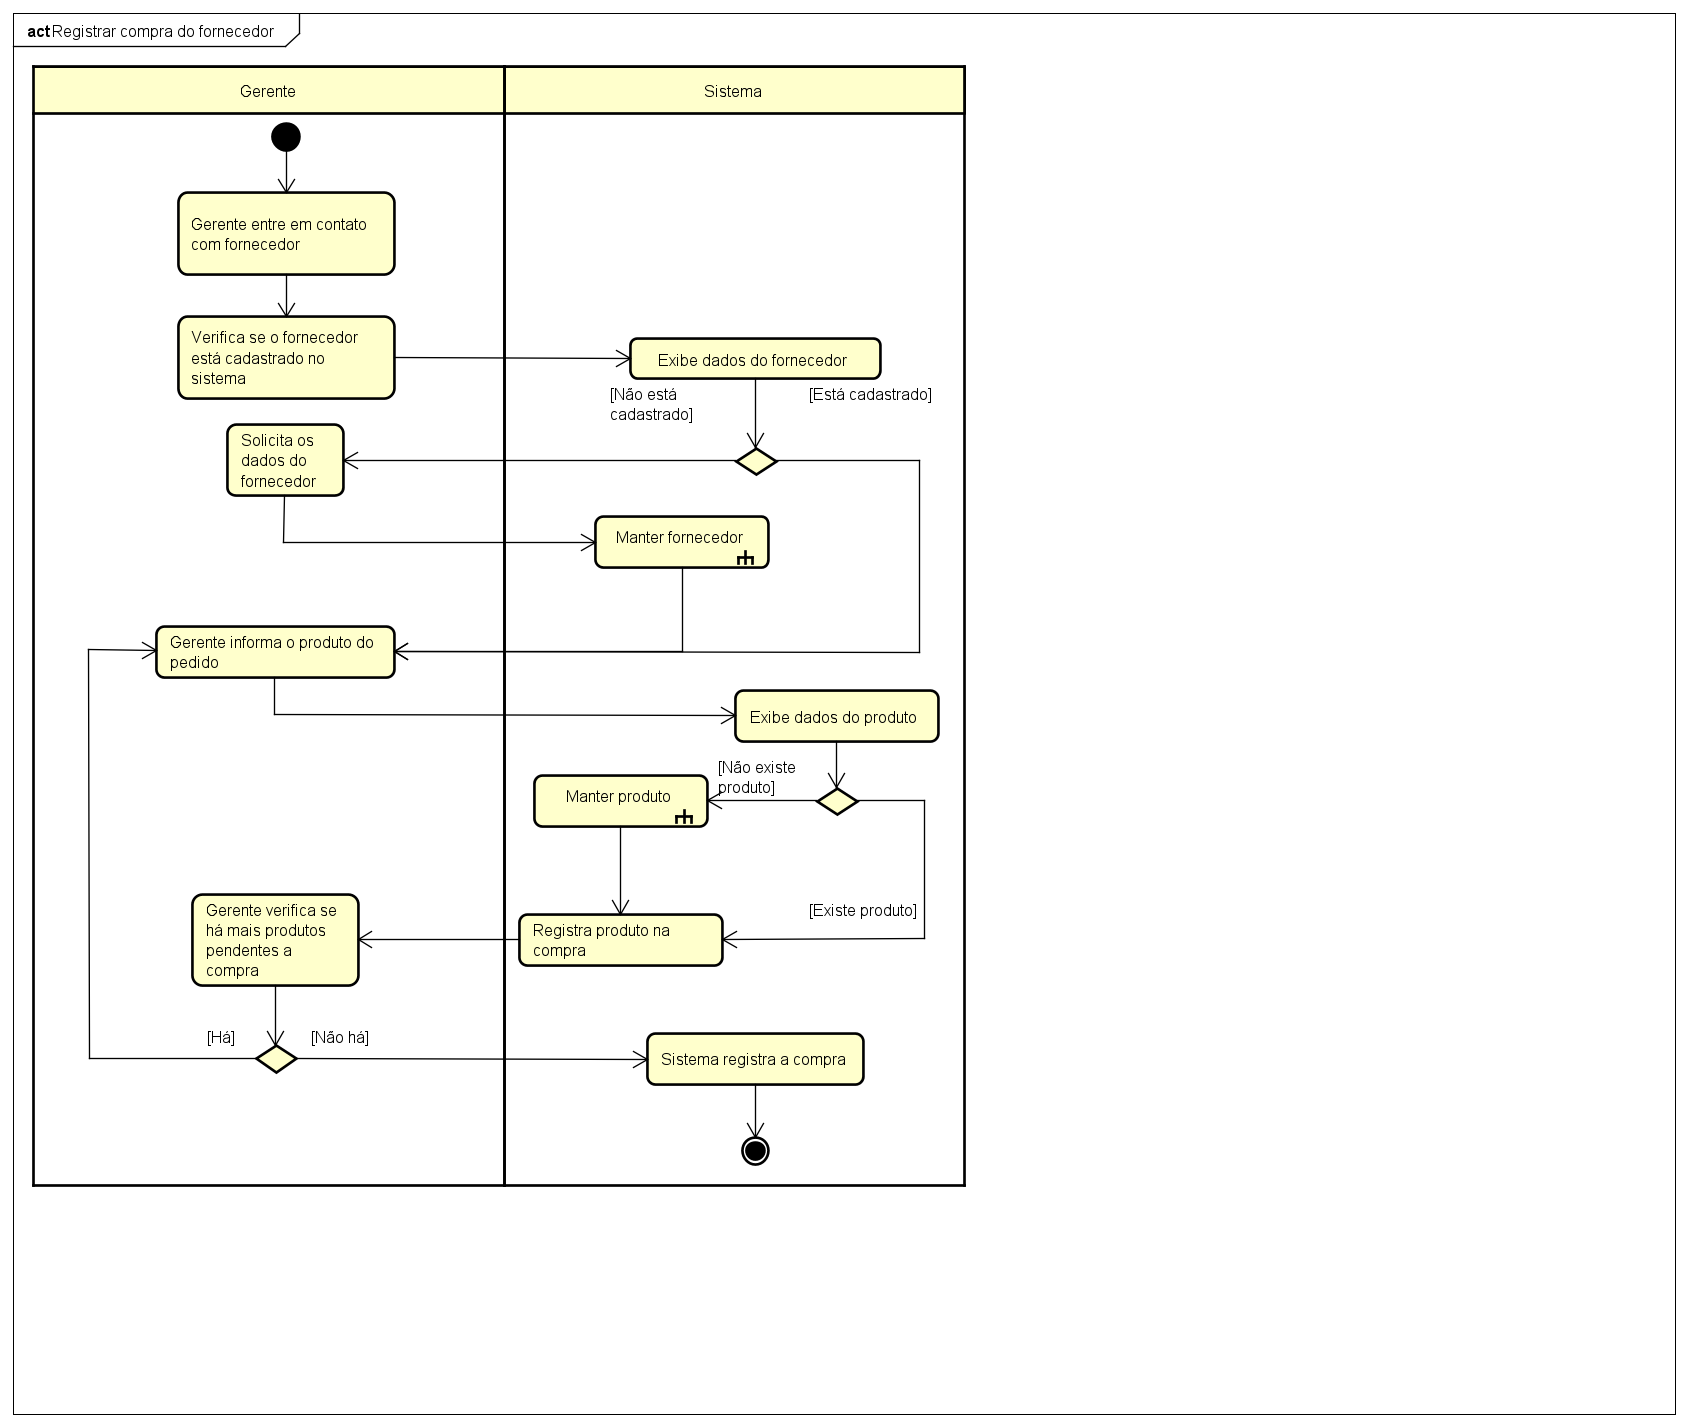 act Registrar compra do fornecedor
Gerente
Sistema
Gerente entre em contato
com fornecedor
Verifica se o fornecedor
está cadastrado no
sistema
Exibe dados do fornecedor
[Não está
cadastrado]
[Está cadastrado]
Solicita os
dados do
fornecedor
Manter fornecedor
Gerente informa o produto do
pedido
Exibe dados do produto
[Não existe
produto]
Manter produto
Gerente verifica se
há mais produtos
pendentes a
compra
Registra produto na
compra
[Existe produto]
[Há]
[Não há]
Sistema registra a compra